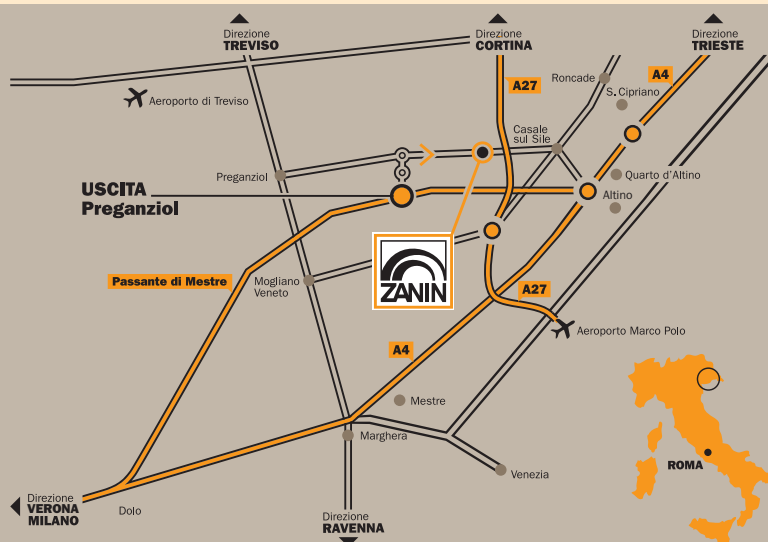 Direzione
TREVISO
Direzione
CORTINA
Direzione
TRIESTE
A27
Roncade
A4
S. Cipriano
Aeroporto di Treviso
Casale
sul Sile
Preganziol
Quarto d'Altino
USCITA
Preganziol
Altino
Passante di Mestre
Mogliano
Veneto
ZANIN
A27
Aeroporto Marco Polo
A4
Mestre
Marghera
ROMA
Venezia
Direzione
VERONA
MILANO
Dolo
Direzione
RAVENNA